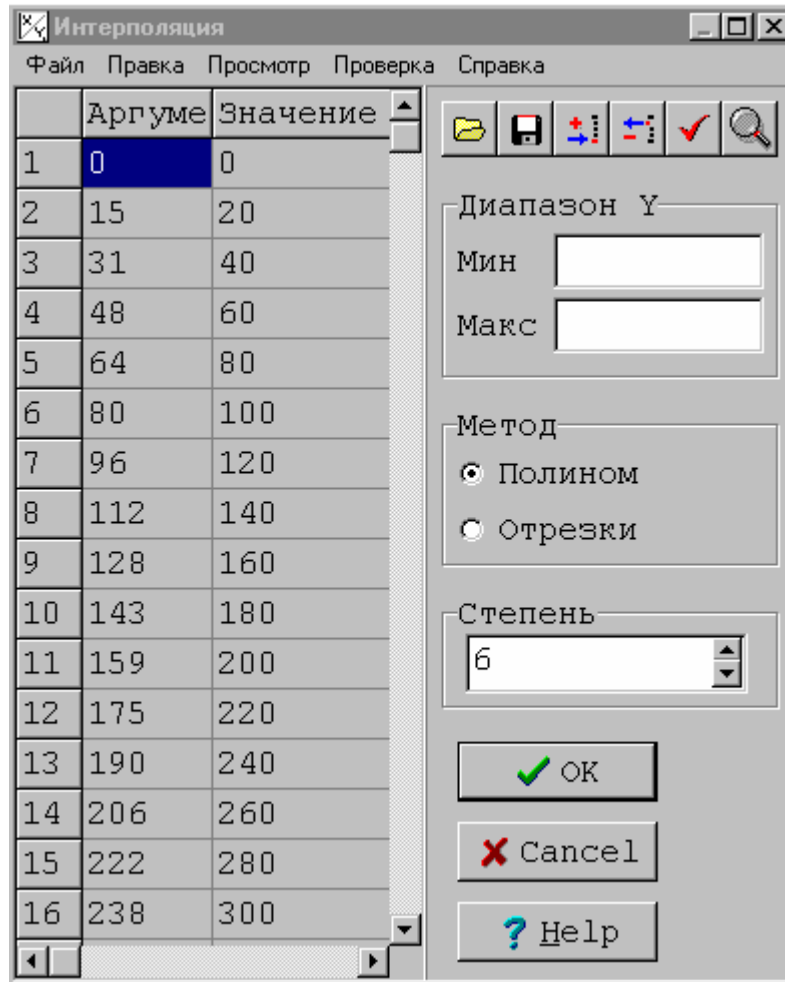 Интерполяция
Файл Правка Просмотр Проверка Справка
Аргуме Значение
1 0 0
2 15 20
3 31 40
4 48 60
5 64 80
6 80 100
7 96 120
8 112 140
9 128 160
10 143 180
11 159 200
12 175 220
13 190 240
14 206 260
15 222 280
16 238 300
Диапазон Y
Мин
Макс
Метод
Полином
Отрезки
Степень
6
OK
Cancel
Help